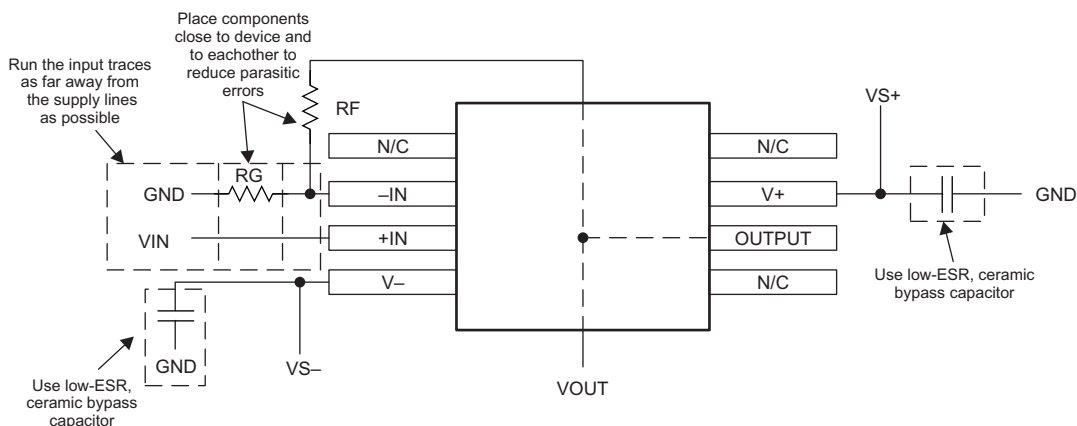 Place components
close to device and
to eachother to
reduce parasitic
errors
Run the input traces
as far away from
the supply lines
as possible
RF
VS+
N/C
N/C
RG
GND
–IN
V+
GND
VIN
+IN
OUTPUT
V–
N/C
Use low-ESR, ceramic
bypass capacitor
GND
VS–
VOUT
Use low-ESR,
ceramic bypass
capacitor